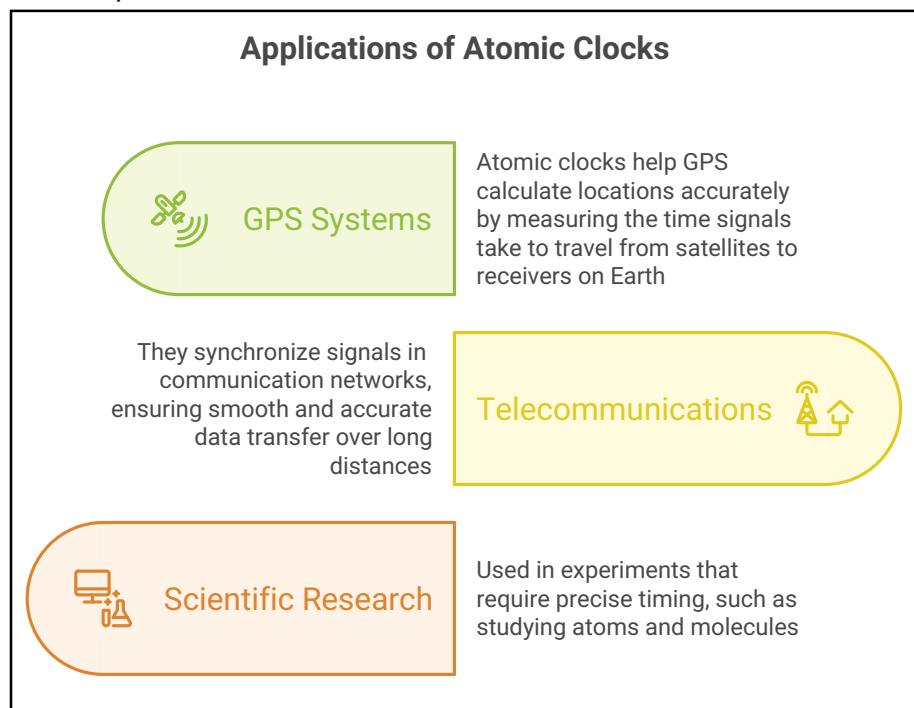 Applications of Atomic Clocks
GPS Systems
Atomic clocks help GPS
calculate locations accurately
by measuring the time signals
take to travel from satellites to
receivers on Earth
They synchronize signals in
communication networks,
ensuring smooth and accurate
data transfer over long
distances
Telecommunications
Scientific Research
Used in experiments that
require precise timing, such as
studying atoms and molecules